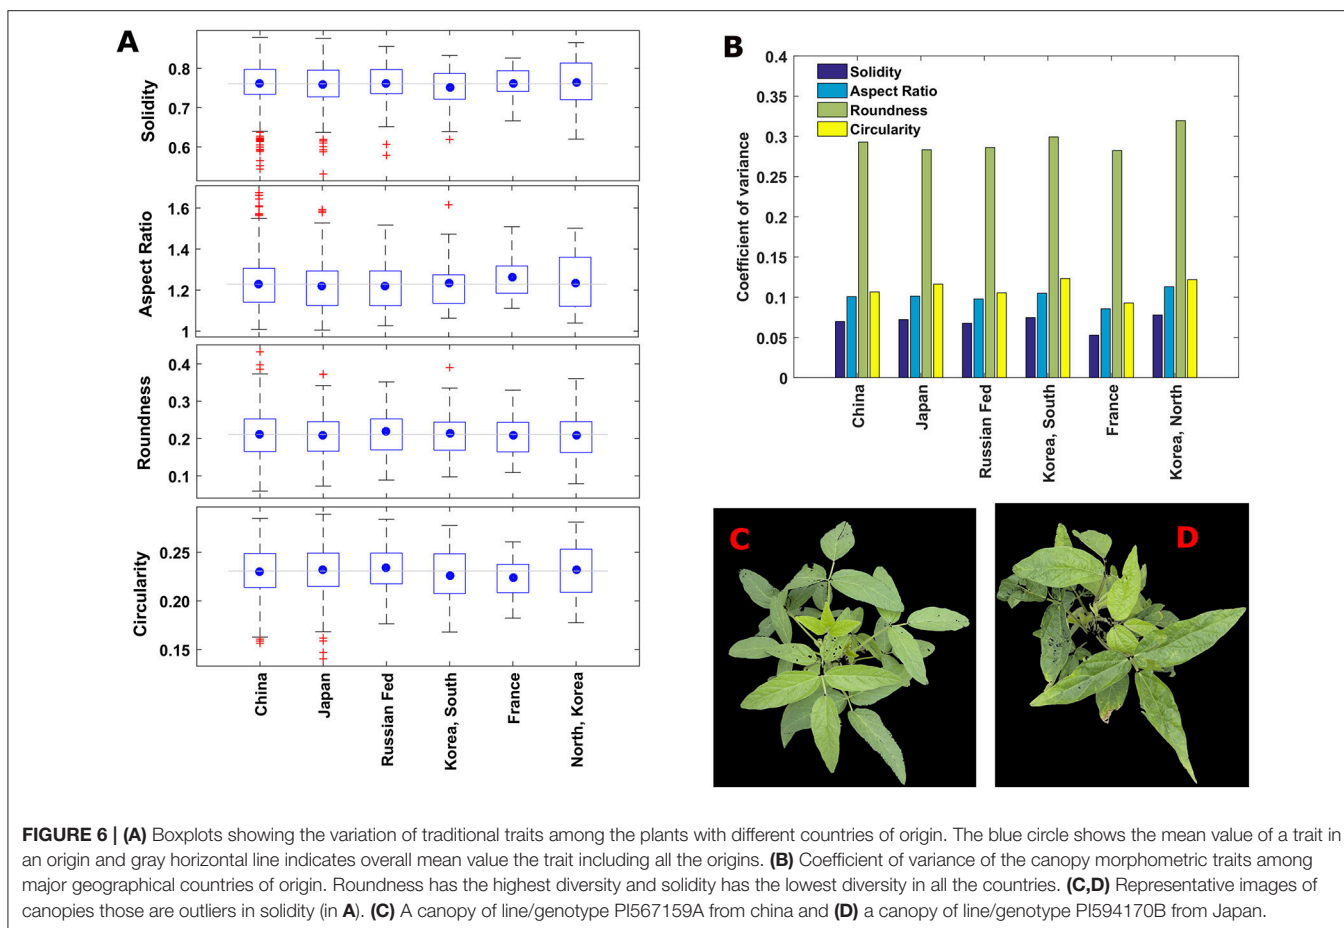 A
Solidity
0.8
0.7
0.6
Aspect Ratio
1.6
1.4
1.2
1
Roundness
0.4
0.3
0.2
0.1
Circularity
0.25
0.20
0.15
China
Japan
Russian Fed
Korea, South
France
North, Korea
B
Coefficient of variance
0.4
0.35
0.3
0.25
0.2
0.15
0.1
0.05
0
Solidity
Aspect Ratio
Roundness
Circularity
China
Japan
Russian Fed
Korea, South
France
Korea, North
C
D
FIGURE 6 | (A) Boxplots showing the variation of traditional traits among the plants with different countries of origin. The blue circle shows the mean value of a trait in
an origin and gray horizontal line indicates overall mean value the trait including all the origins. (B) Coefficient of variance of the canopy morphometric traits among
major geographical countries of origin. Roundness has the highest diversity and solidity has the lowest diversity in all the countries. (C,D) Representative images of
canopies those are outliers in solidity (in A). (C) A canopy of line/genotype PI567159A from china and (D) a canopy of line/genotype PI594170B from Japan.